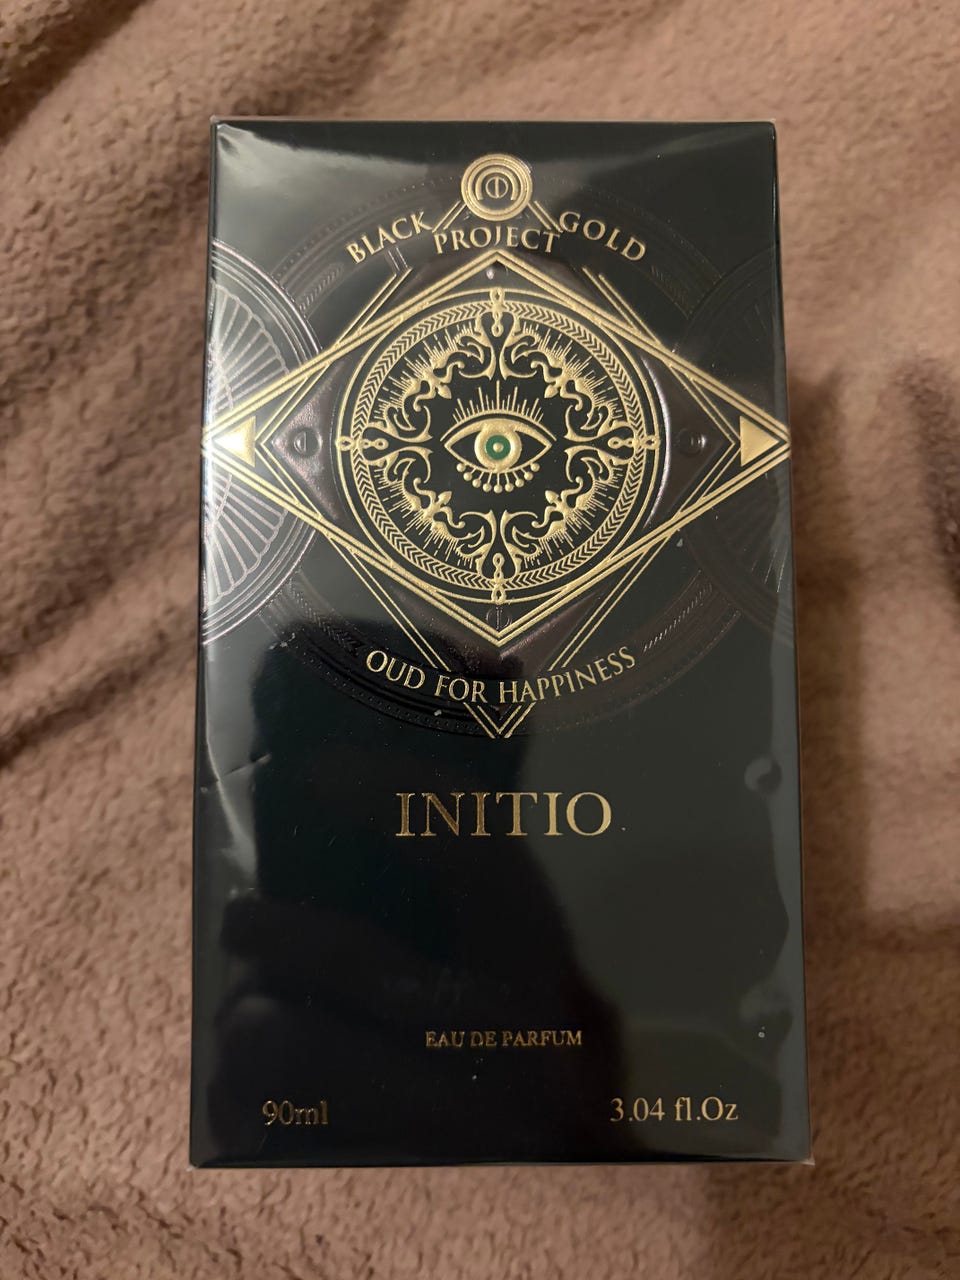 BLACK PROJECT GOLD
OUD FOR HAPPINESS
INITIO
EAU DE PARFUM
90ml
3.04 fl.Oz